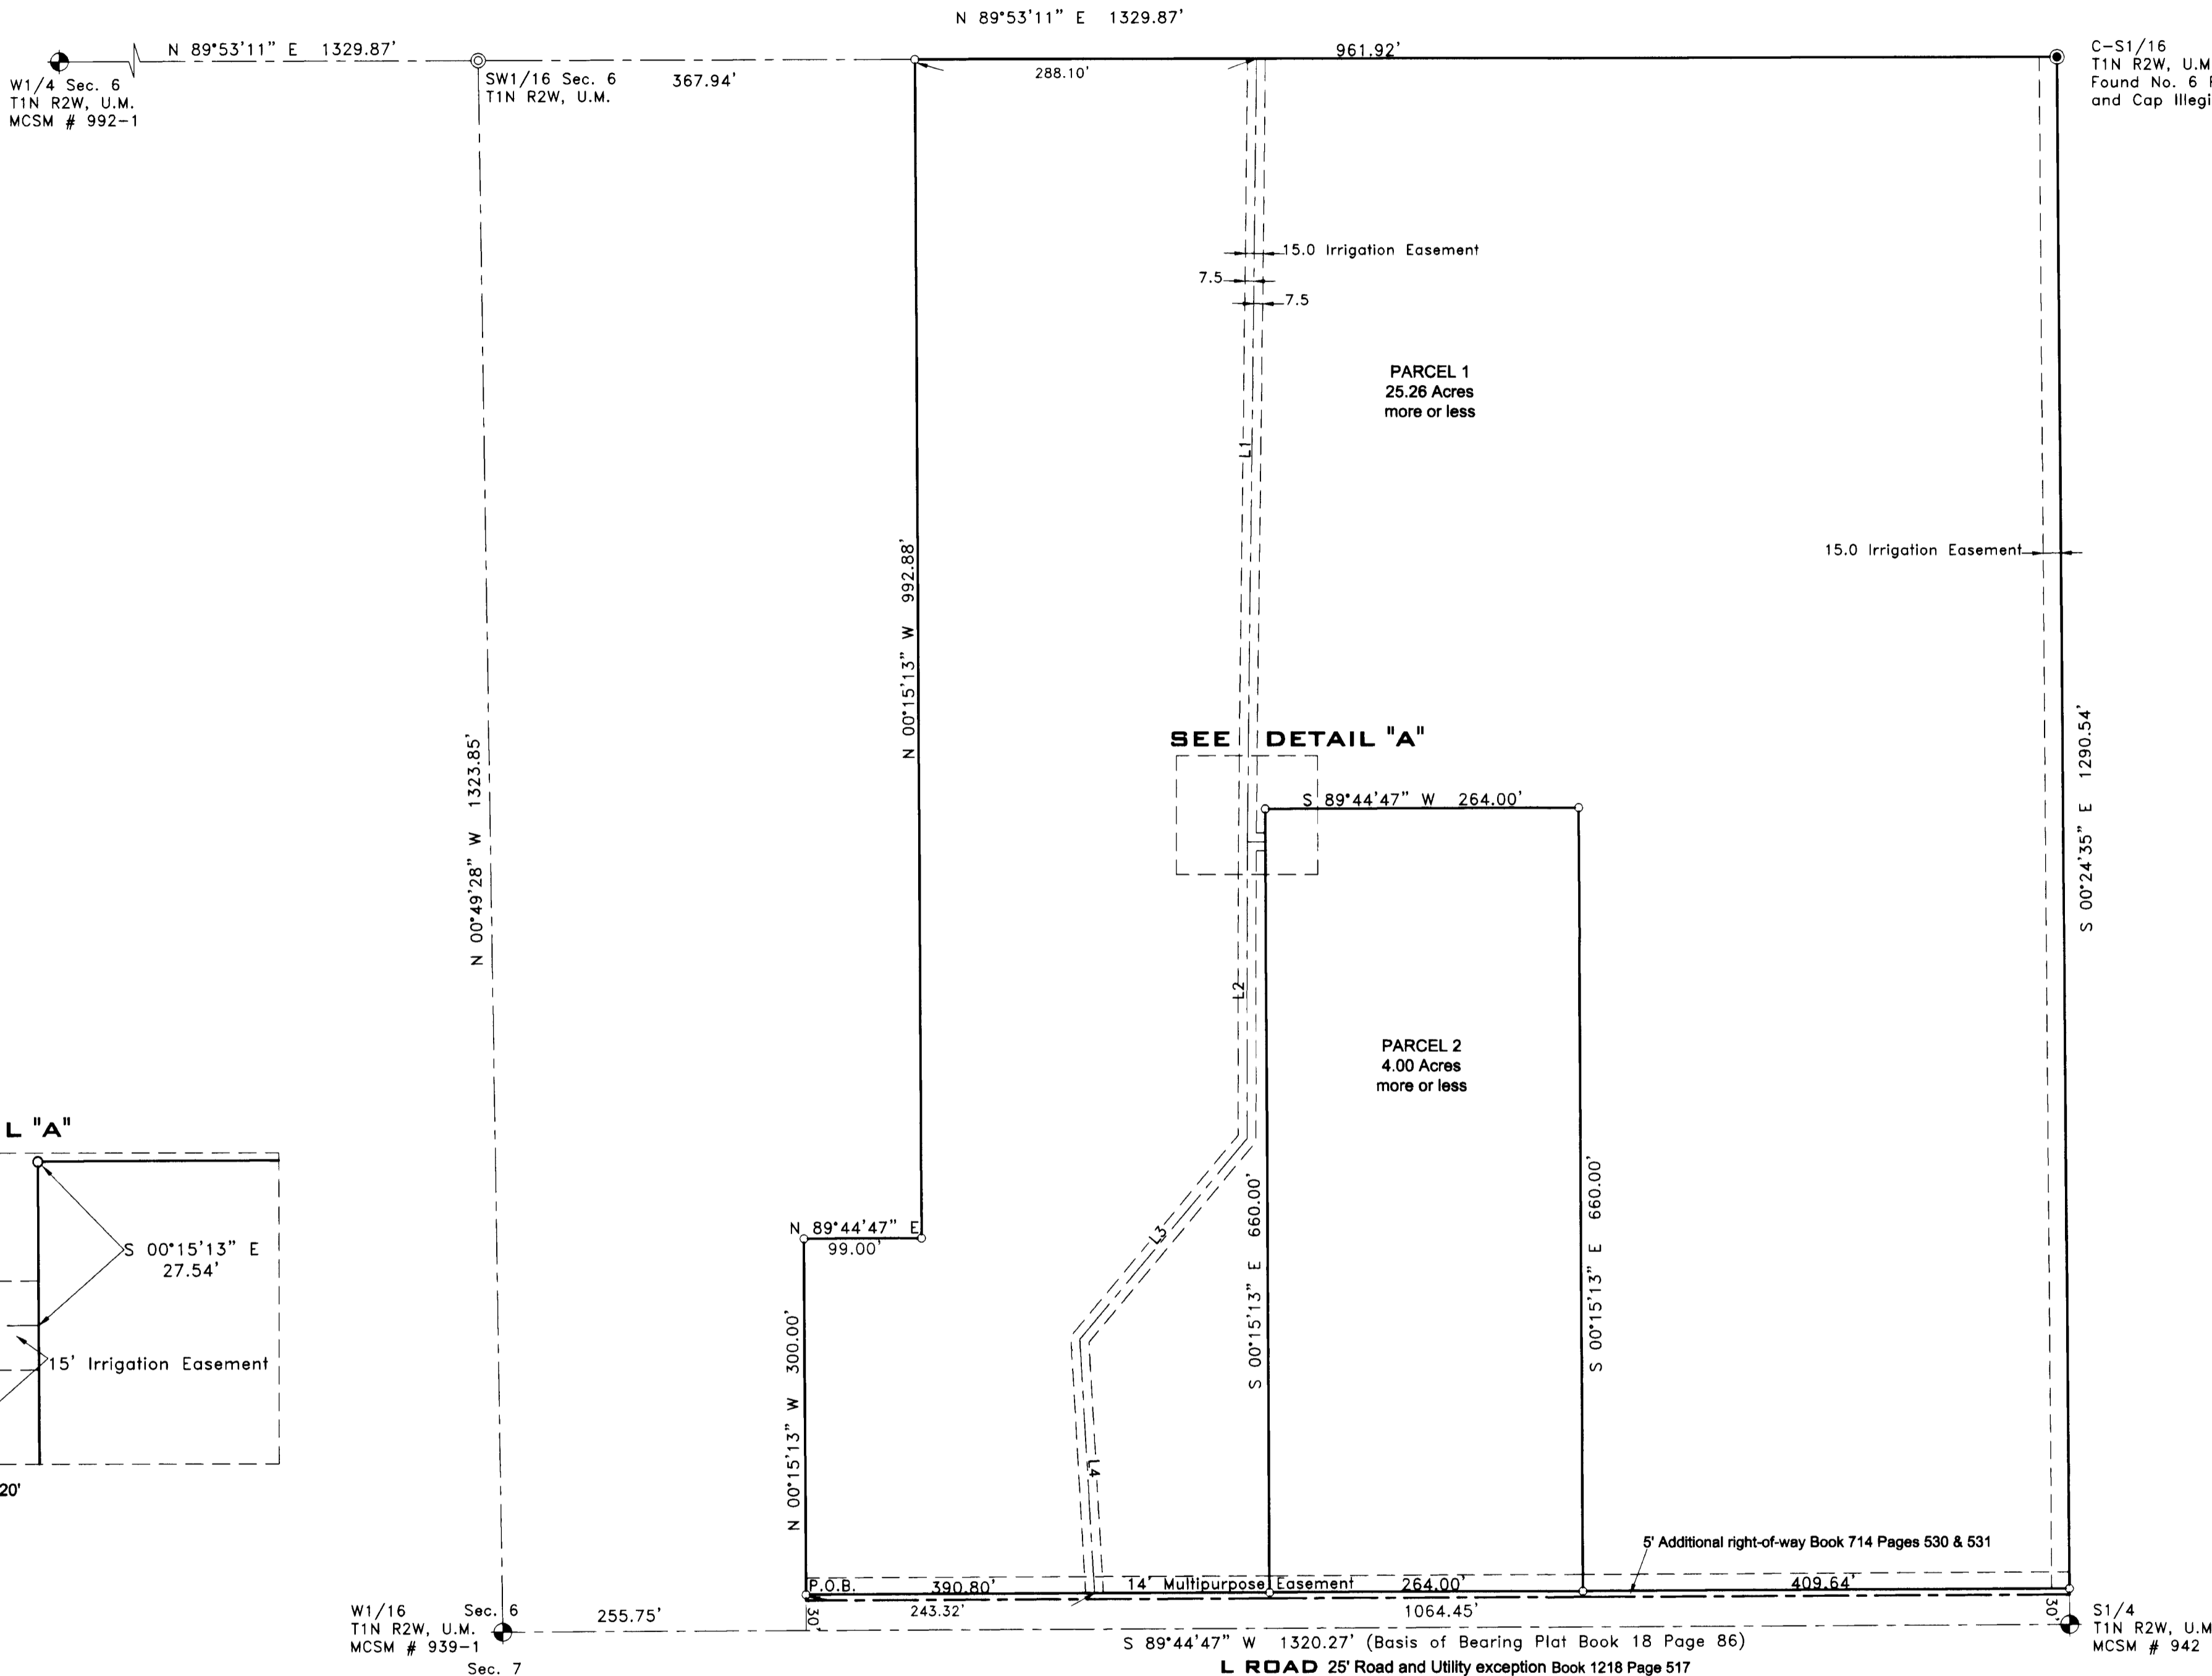 N 89°53'11" E 1329.87'
N 89°53'11" E 1329.87'
961.92'
W1/4 Sec. 6
T1N R2W, U.M.
MCSM # 992-1
SW1/16 Sec. 6
T1N R2W, U.M.
367.94'
288.10'
C-S1/16
T1N R2W, U.M
Found No. 6
and Cap Illegi
15.0 Irrigation Easement
7.5
7.5
PARCEL 1
25.26 Acres
more or less
L1
15.0 Irrigation Easement
N 00°15'13" W 992.88'
N 00°49'28" W 1323.85'
S 00°24'35" E 1290.54'
SEE DETAIL "A"
S 89°44'47" W 264.00'
L2
PARCEL 2
4.00 Acres
more or less
L "A"
S 00°15'13" E
27.54'
15' Irrigation Easement
20'
N 89°44'47" E
99.00'
L3
S 00°15'13" E 660.00'
S 00°15'13" E 660.00'
N 00°15'13" W 300.00'
L4
5' Additional right-of-way Book 714 Pages 530 & 531
P.O.B.
390.80'
14' Multipurpose Easement
264.00'
409.64'
W1/16 Sec. 6
T1N R2W, U.M.
MCSM # 939-1
Sec. 7
255.75'
30'
243.32'
1064.45'
30'
S1/4
T1N R2W, U.M
MCSM # 942
S 89°44'47" W 1320.27' (Basis of Bearing Plat Book 18 Page 86)
L ROAD 25' Road and Utility exception Book 1218 Page 517